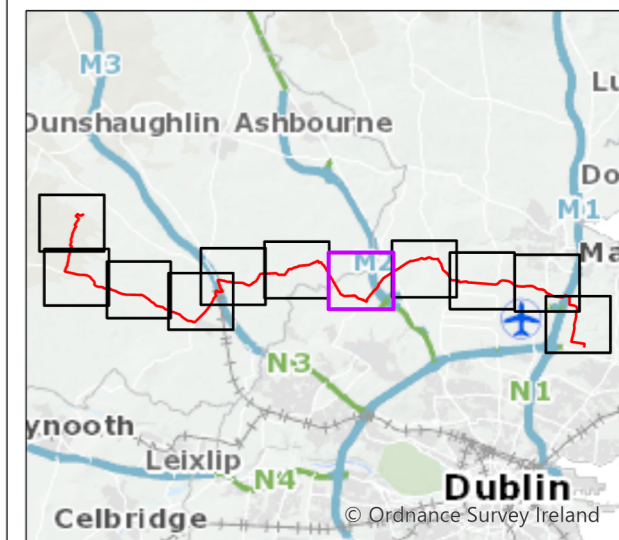 M3
Lu
Dunshaughlin Ashbourne
Do
M1
M2
Ma
N3
N1
ynooth
Leixlip
N4
Dublin
Celbridge
© Ordnance Survey Ireland